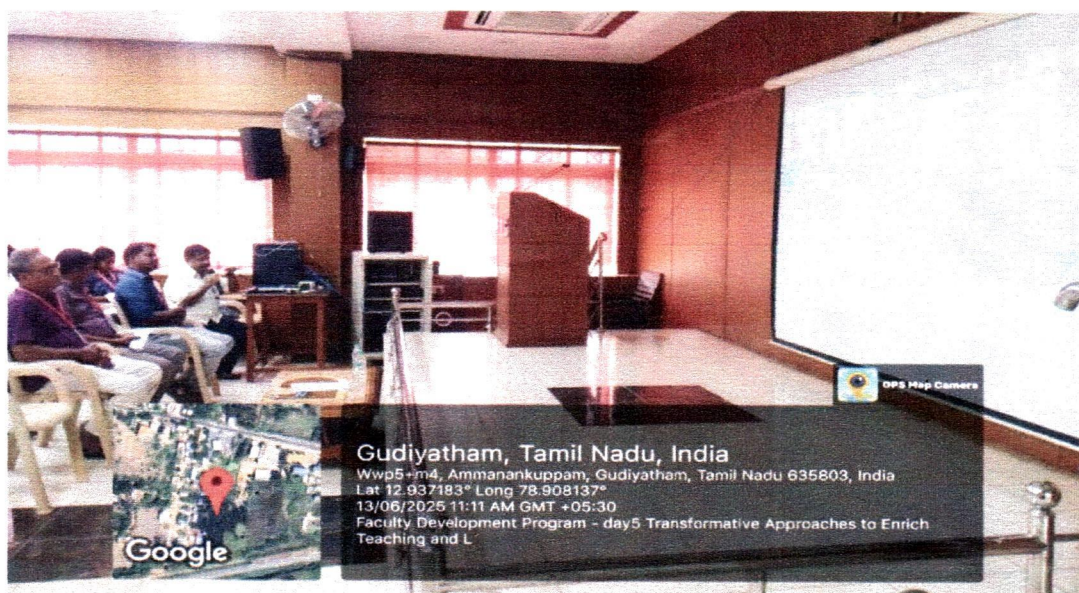 GPS Map Camera
Gudiyatham, Tamil Nadu, India
Wwp5+m4, Ammanankuppam, Gudiyatham, Tamil Nadu 635803, India
Lat 12.937183° Long 78.908137°
13/06/2025 11:11 AM GMT +05:30
Faculty Development Program - day5 Transformative Approaches to Enrich
Teaching and L
Google